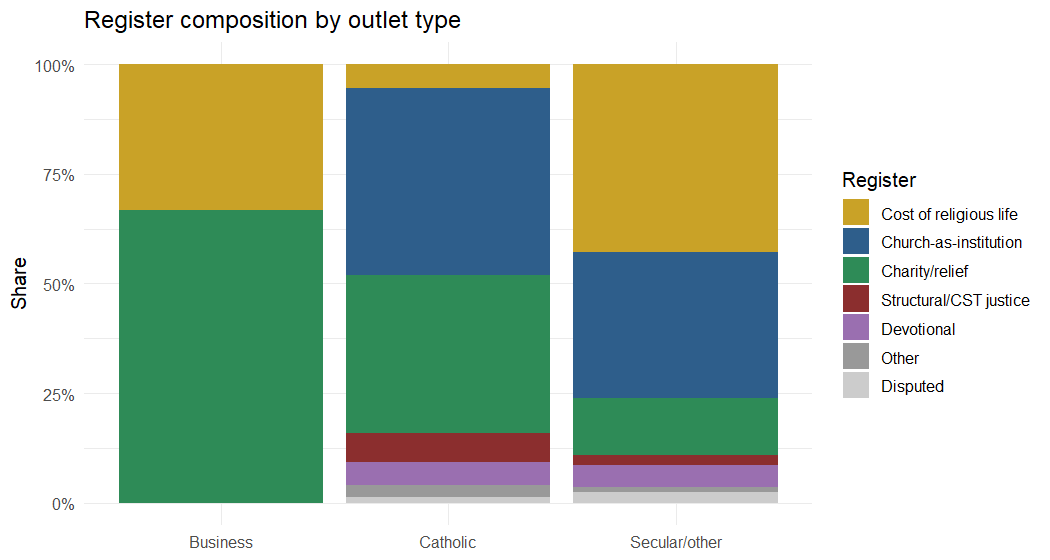 Register composition by outlet type
100%
75%
50%
25%
0%
Share
Business
Catholic
Secular/other
Register
Cost of religious life
Church-as-institution
Charity/relief
Structural/CST justice
Devotional
Other
Disputed